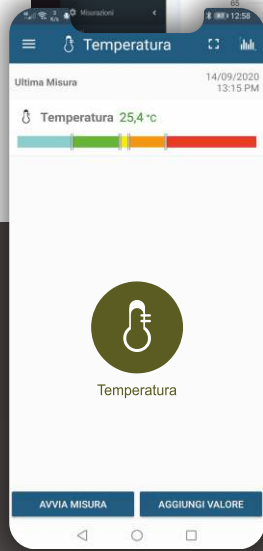 65
Misurazioni
12:58
Temperatura
Ultima Misura
14/09/2020
13:15 PM
Temperatura 25,4 °C
Temperatura
AVVIA MISURA
AGGIUNGI VALORE